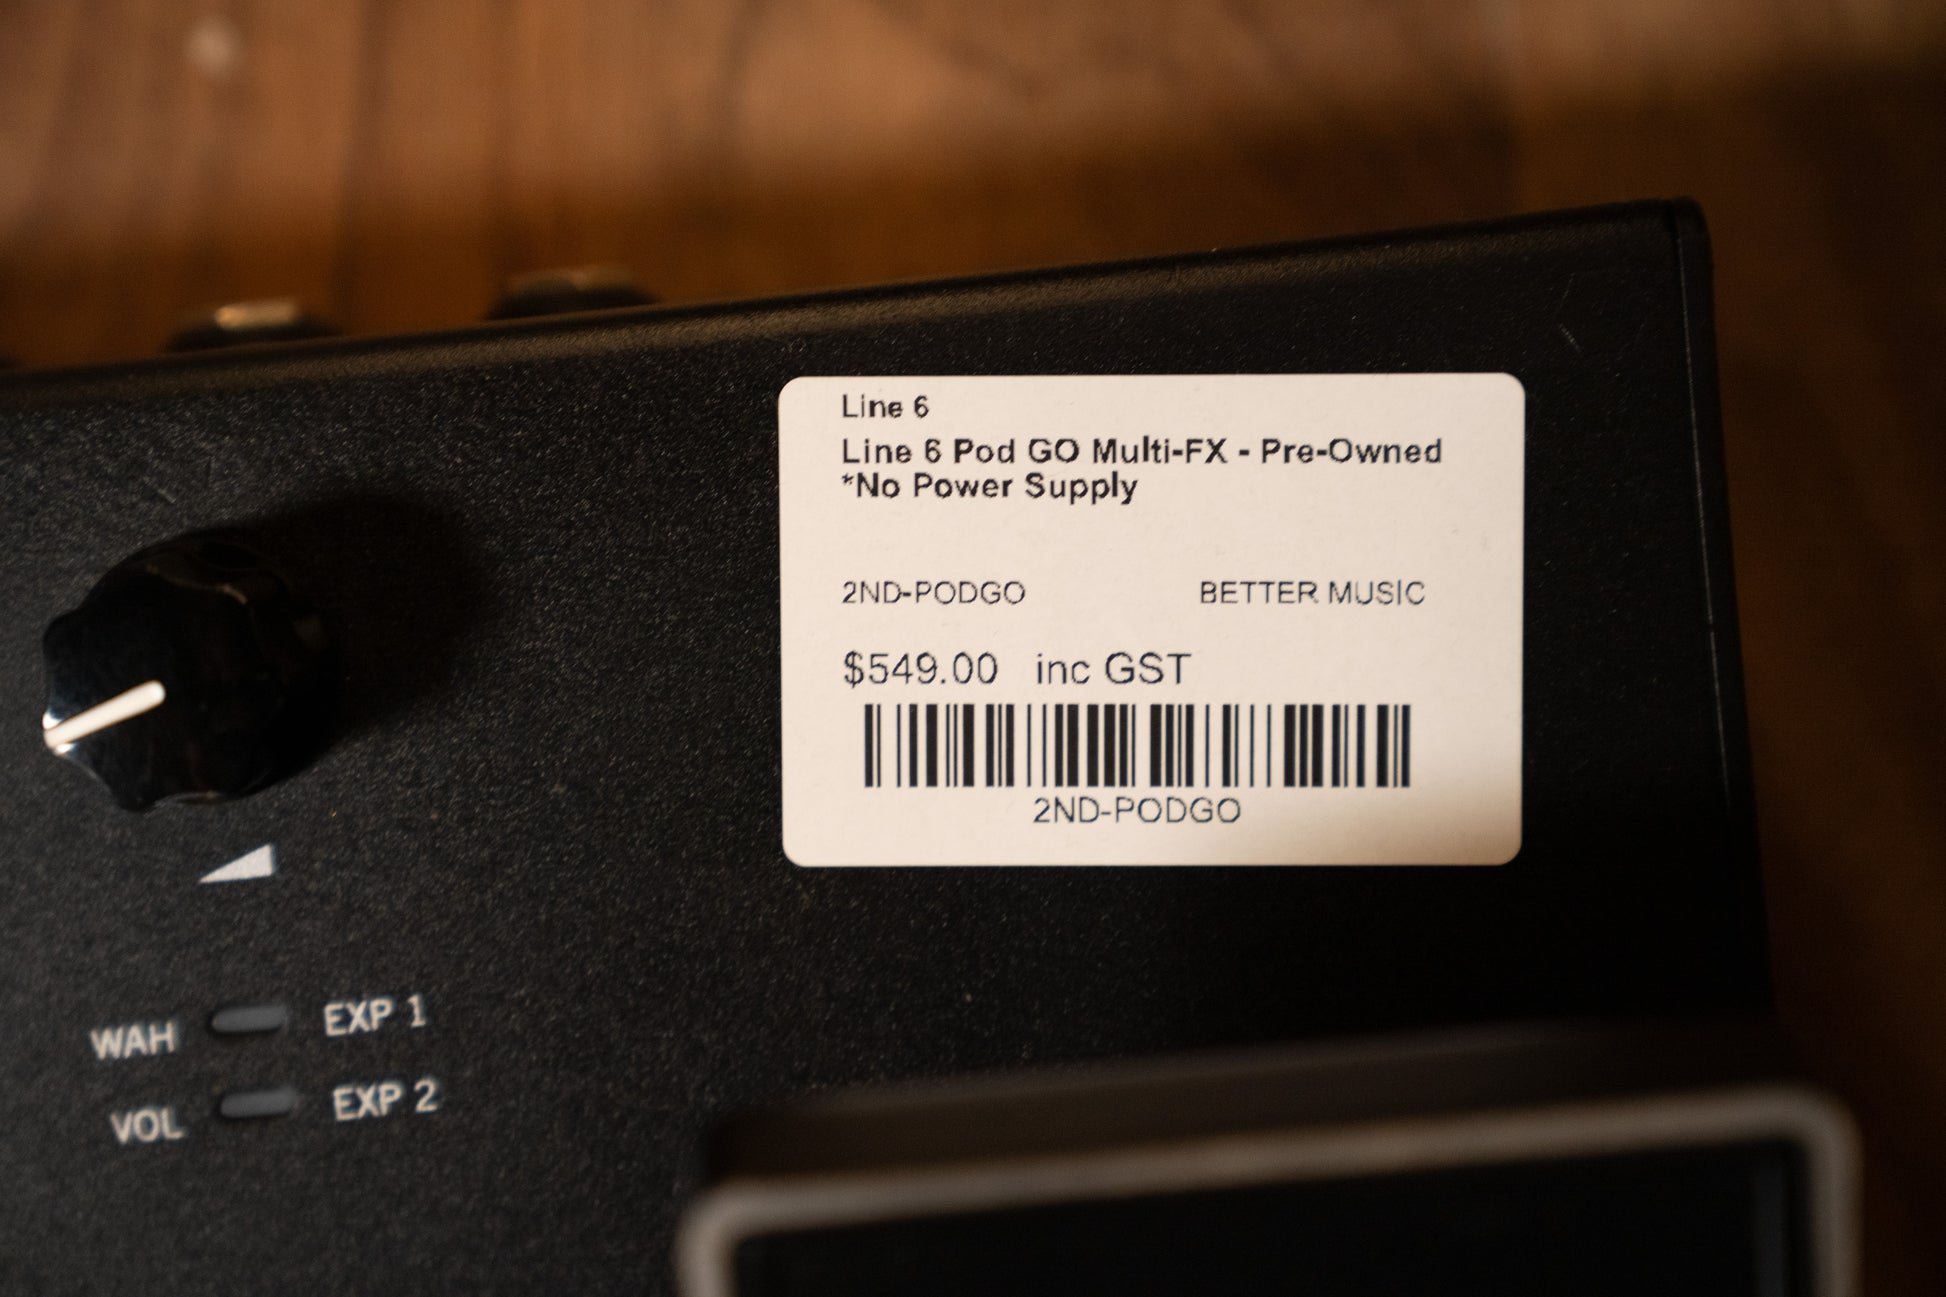 Line 6
Line 6 Pod GO Multi-FX - Pre-Owned
*No Power Supply
2ND-PODGO BETTER MUSIC
$549.00 inc GST
2ND-PODGO
WAH EXP 1
VOL EXP 2